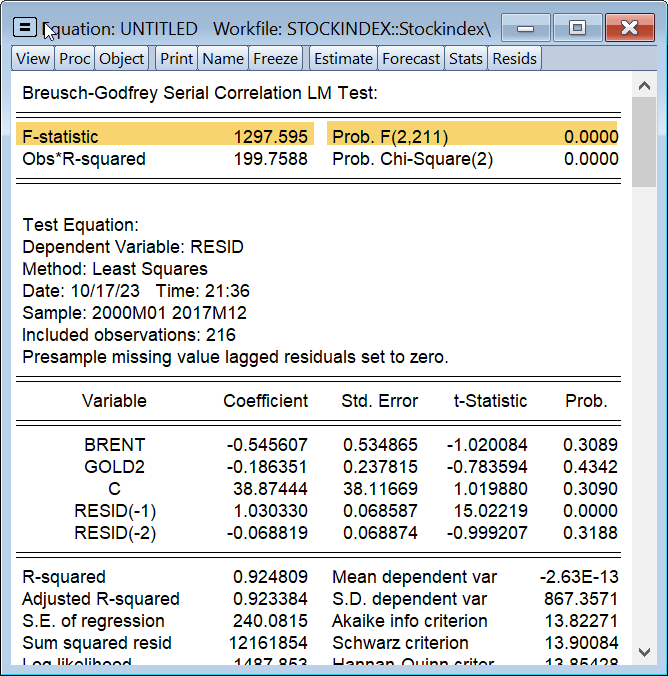 Equation: UNTITLED Workfile: STOCKINDEX::Stockindex\
View Proc Object Print Name Freeze Estimate Forecast Stats Resids
Breusch-Godfrey Serial Correlation LM Test:
F-statistic 1297.595 Prob. F(2,211) 0.0000
Obs*R-squared 199.7588 Prob. Chi-Square(2) 0.0000
Test Equation:
Dependent Variable: RESID
Method: Least Squares
Date: 10/17/23 Time: 21:36
Sample: 2000M01 2017M12
Included observations: 216
Presample missing value lagged residuals set to zero.
Variable Coefficient Std. Error t-Statistic Prob.
BRENT -0.545607 0.534865 -1.020084 0.3089
GOLD2 -0.186351 0.237815 -0.783594 0.4342
C 38.87444 38.11669 1.019880 0.3090
RESID(-1) 1.030330 0.068587 15.02219 0.0000
RESID(-2) -0.068819 0.068874 -0.999207 0.3188
R-squared 0.924809 Mean dependent var -2.63E-13
Adjusted R-squared 0.923384 S.D. dependent var 867.3571
S.E. of regression 240.0815 Akaike info criterion 13.82271
Sum squared resid 12161854 Schwarz criterion 13.90084
Log likelihood -1487.853 Hannan-Quinn criter. 13.85428